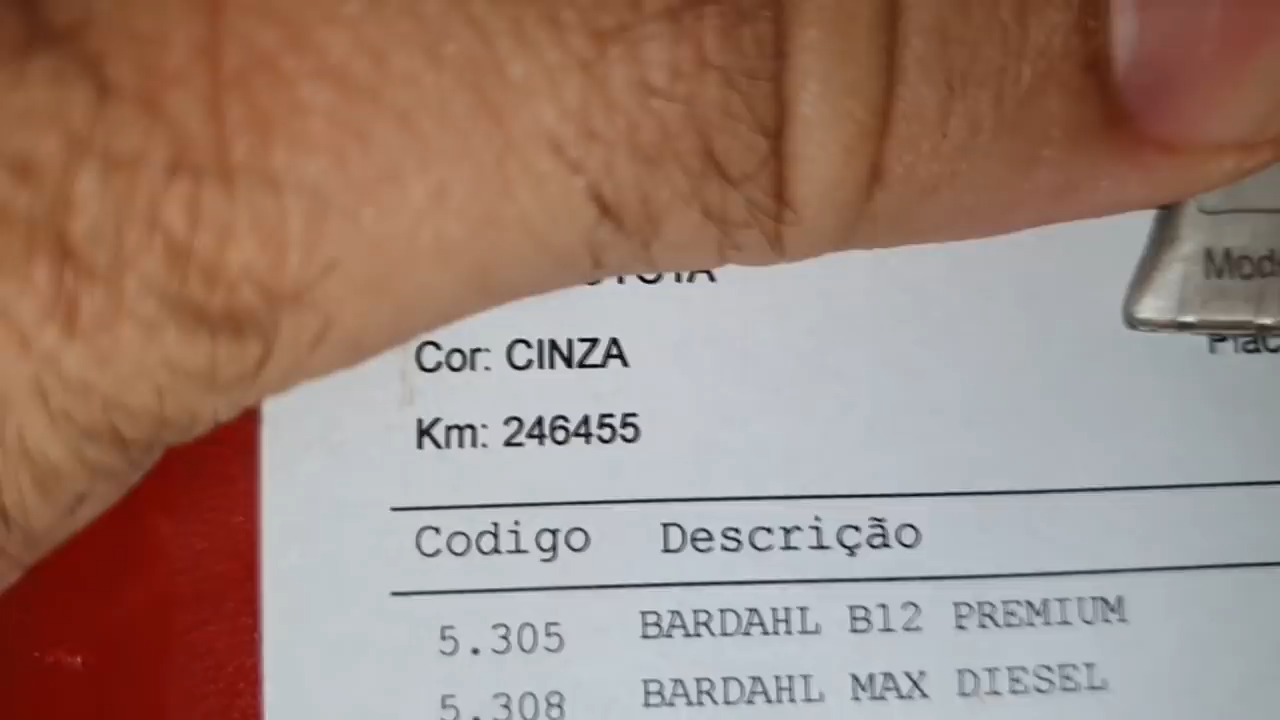 Cor: CINZA
Km: 246455
Codigo Descrição
5.305 BARDAHL B12 PREMIUM
5.308 BARDAHL MAX DIESEL